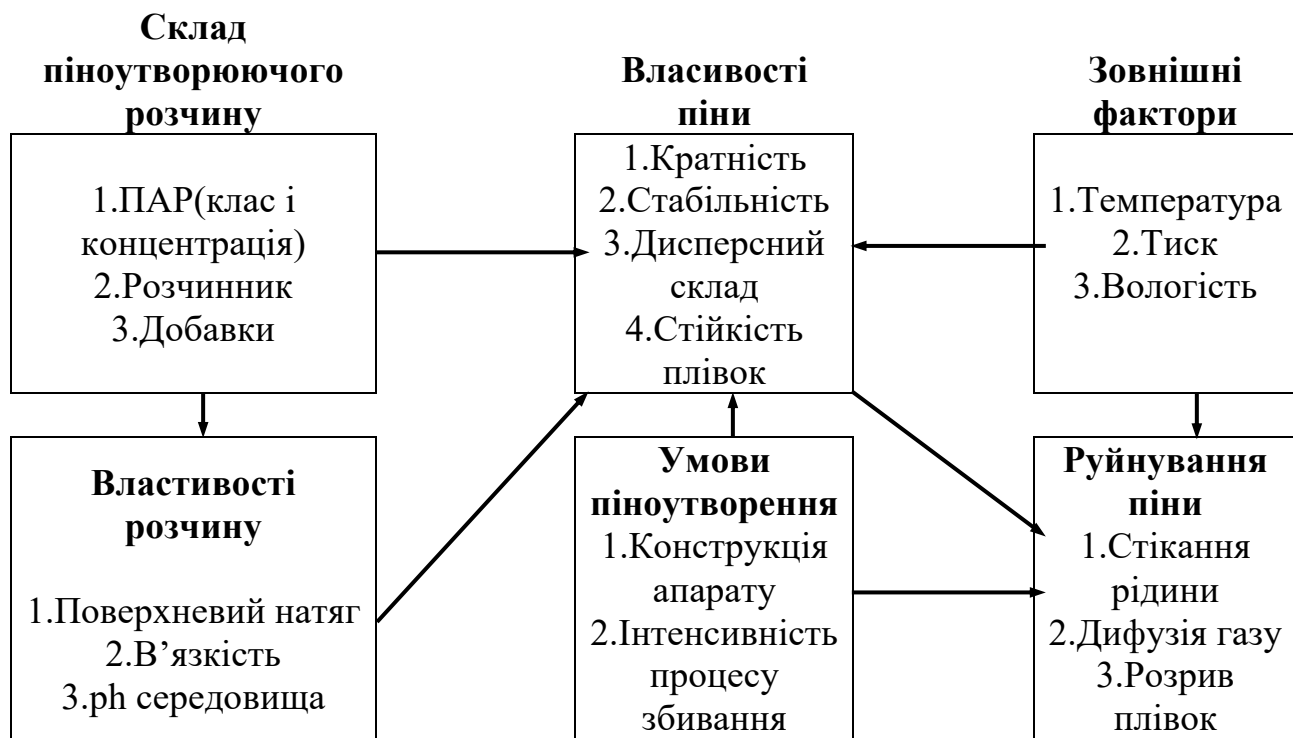 Склад
піноутворюючого
розчину
1.ПАР(клас і
концентрація)
2.Розчинник
3.Добавки
Власивості
піни
1.Кратність
2.Стабільність
3.Дисперсний
склад
4.Стійкість
плівок
Зовнішні
фактори
1.Температура
2.Тиск
3.Вологість
Властивості
розчину
1.Поверхневий натяг
2.В’язкість
3.ph середовища
Умови
піноутворення
1.Конструкція
апарату
2.Інтенсивність
процесу
збивання
Руйнування
піни
1.Стікання
рідини
2.Дифузія газу
3.Розрив
плівок